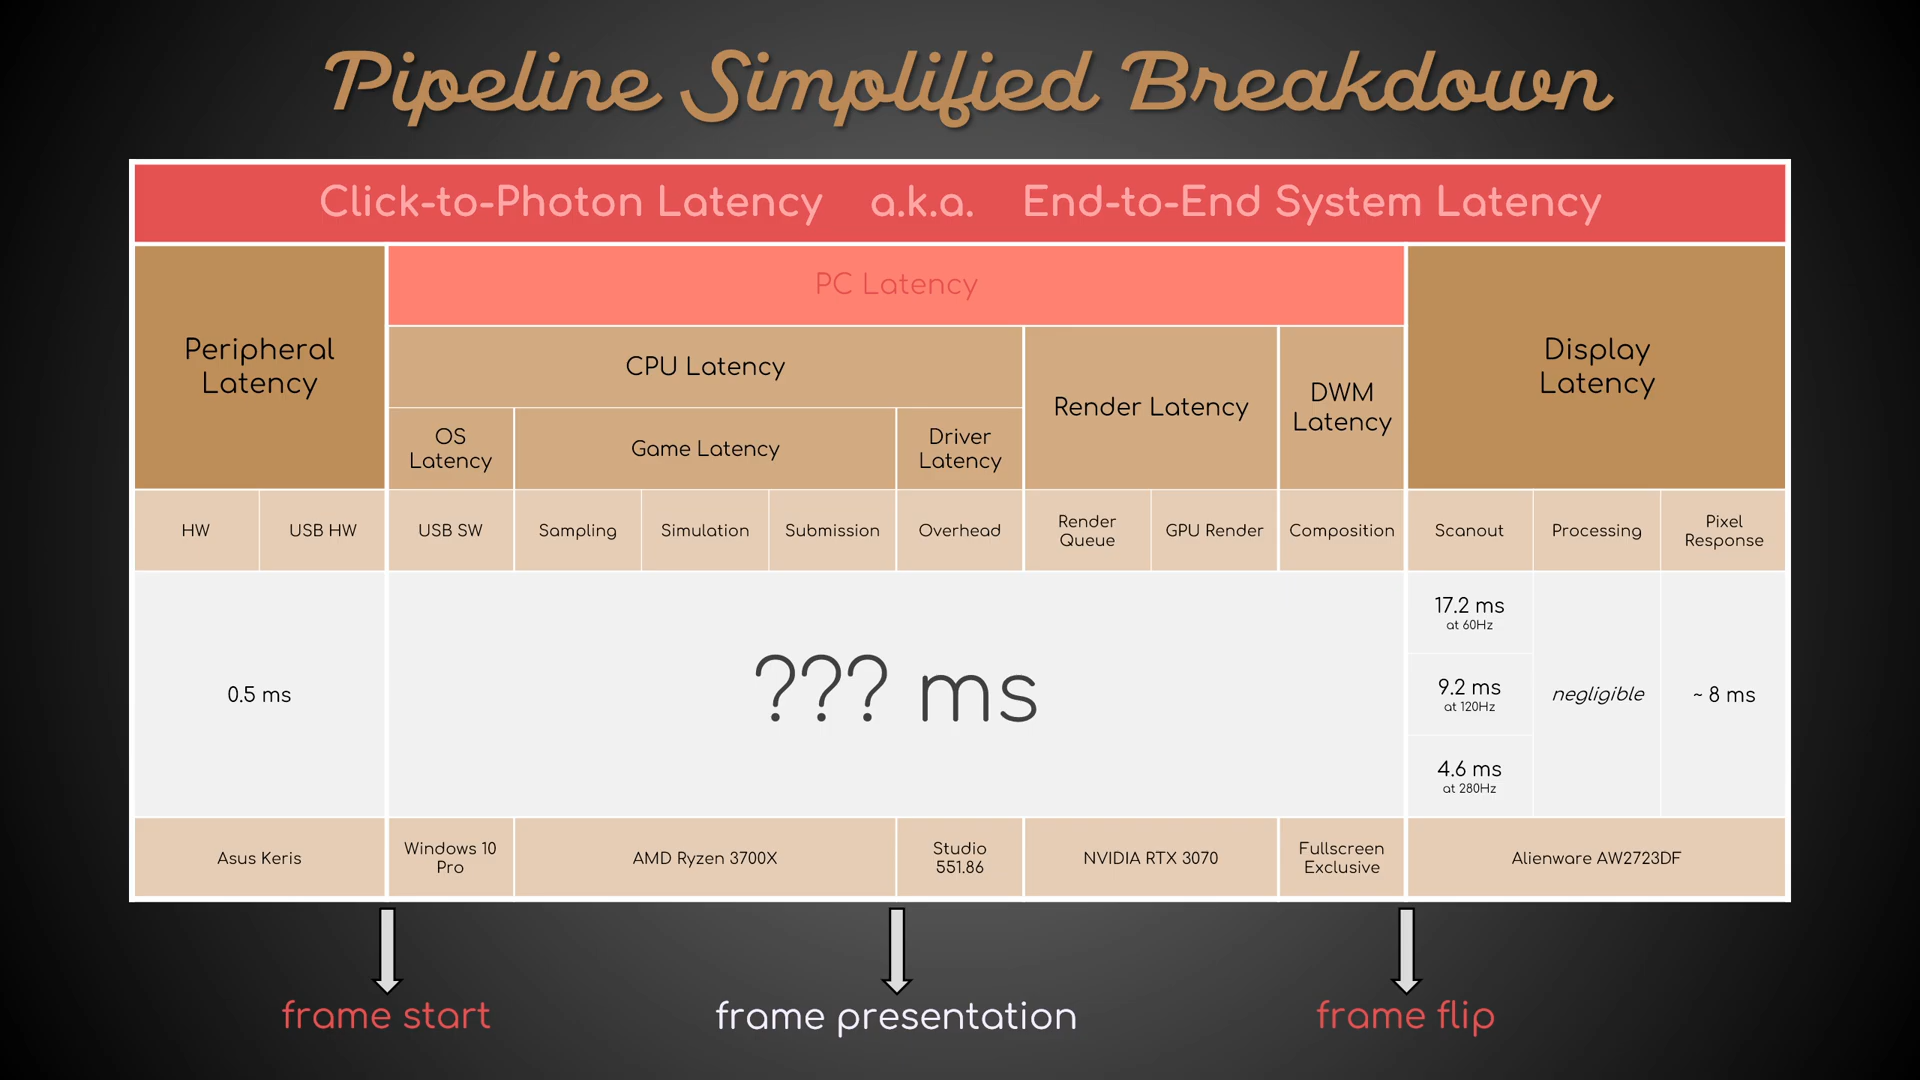 Pipeline Simplified Breakdown
Click-to-Photon Latency a.k.a. End-to-End System Latency
Peripheral
Latency
PC Latency
Display
Latency
CPU Latency
Render Latency
DWM
Latency
OS
Latency
Game Latency
Driver
Latency
HW
USB HW
USB SW
Sampling
Simulation
Submission
Overhead
Render
Queue
GPU Render
Composition
Scanout
Processing
Pixel
Response
0.5 ms
??? ms
17.2 ms
at 60Hz
9.2 ms
at 120Hz
4.6 ms
at 280Hz
negligible
~ 8 ms
Asus Keris
Windows 10
Pro
AMD Ryzen 3700X
Studio
551.86
NVIDIA RTX 3070
Fullscreen
Exclusive
Alienware AW2723DF
frame start
frame presentation
frame flip